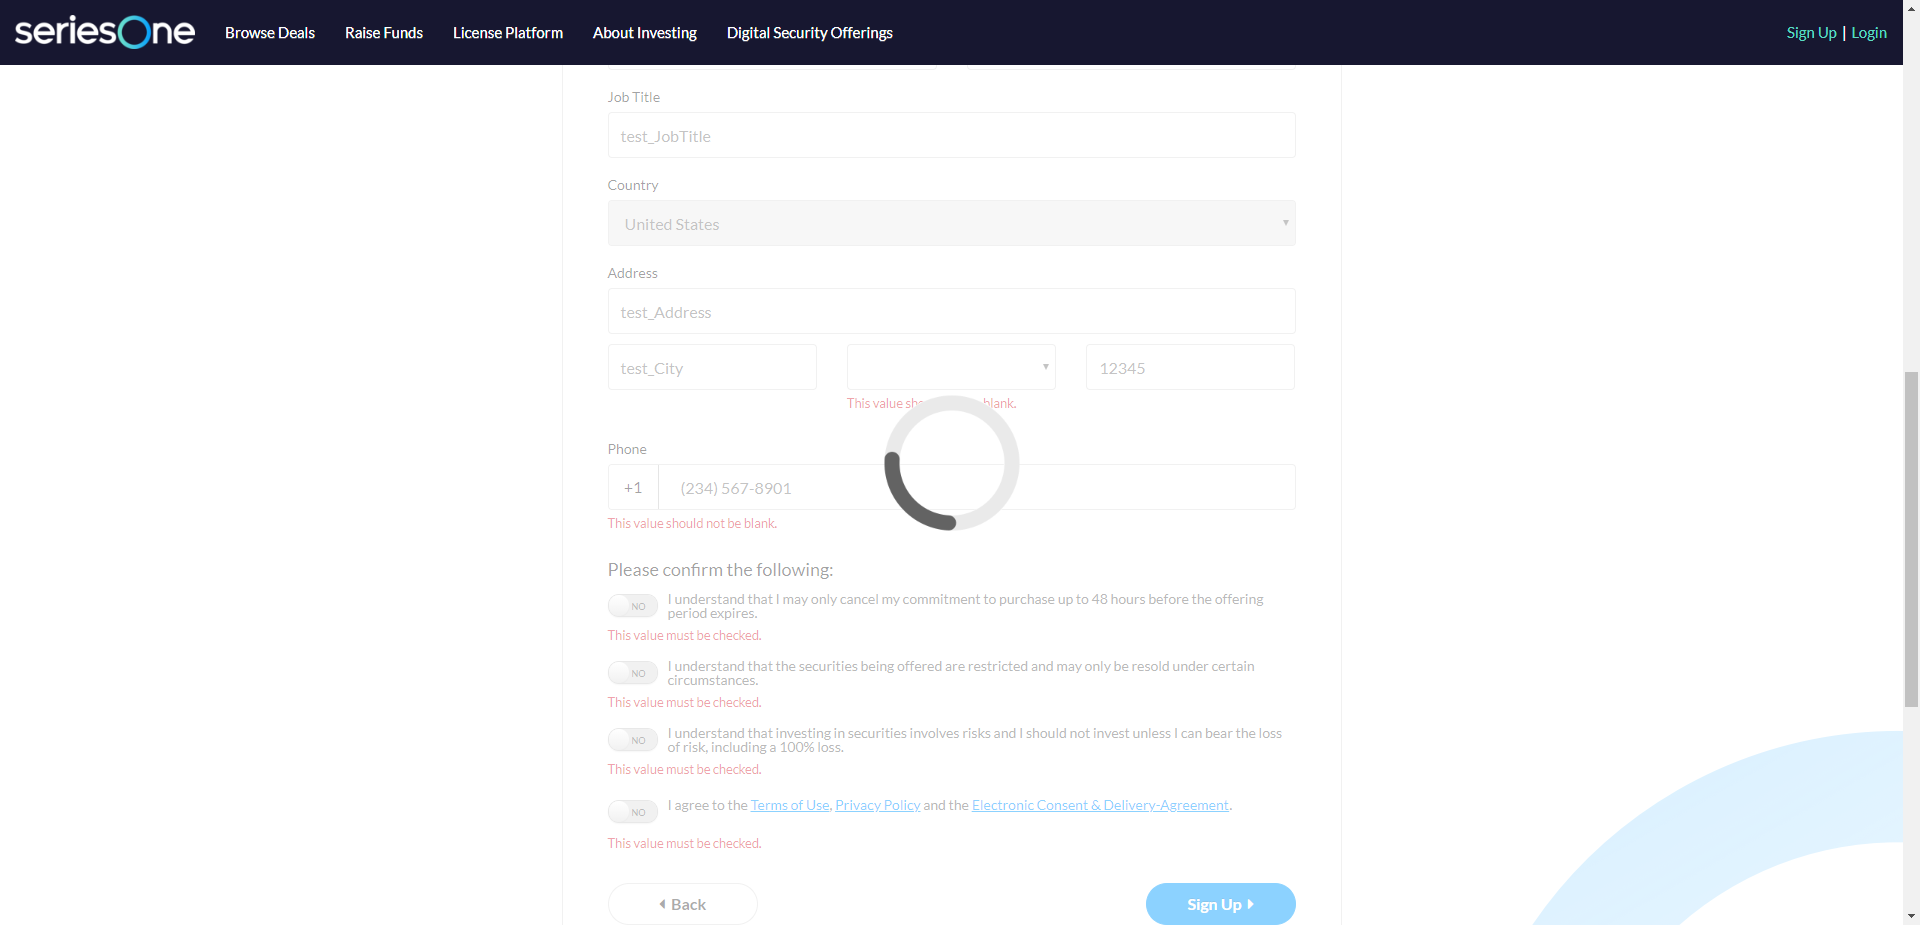 seriesOne Browse Deals Raise Funds License Platform About Investing Digital Security Offerings Sign Up | Login
Job Title
test_JobTitle
Country
United States
Address
test_Address
test_City 12345
This value blank.
Phone
+1 (234) 567-8901
This value should not be blank.
Please confirm the following:
NO I understand that I may only cancel my commitment to purchase up to 48 hours before the offering
period expires.
This value must be checked.
NO I understand that the securities being offered are restricted and may only be resold under certain
circumstances.
This value must be checked.
NO I understand that investing in securities involves risks and I should not invest unless I can bear the loss
of risk, including a 100% loss.
This value must be checked.
NO I agree to the Terms of Use, Privacy Policy and the Electronic Consent & Delivery-Agreement.
This value must be checked.
Back Sign Up